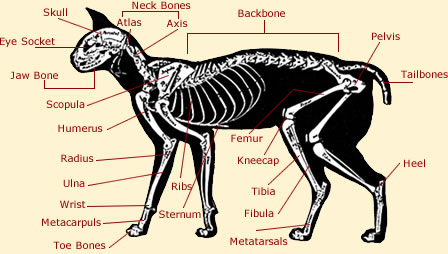 Skull
Neck Bones
Atlas
Axis
Backbone
Eye Socket
Pelvis
Jaw Bone
Tailbones
Scopula
Humerus
Femur
Kneecap
Radius
Heel
Ulna
Ribs
Tibia
Wrist
Sternum
Fibula
Metacarpuls
Toe Bones
Metatarsals